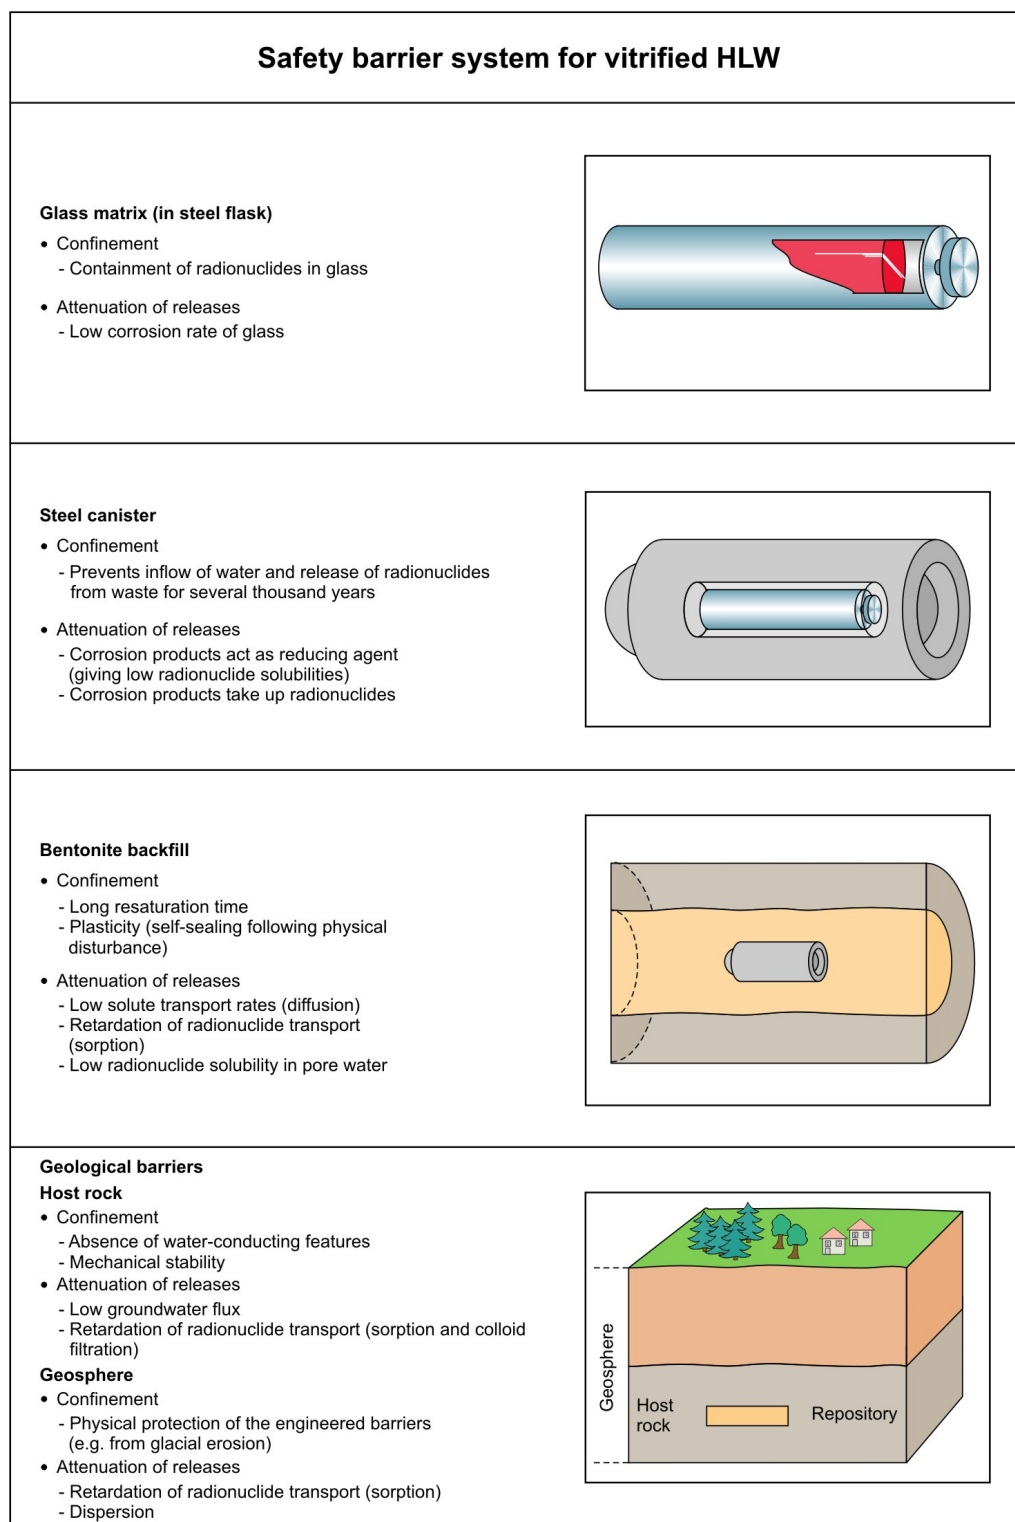 Safety barrier system for vitrified HLW
Glass matrix (in steel flask)
• Confinement
- Containment of radionuclides in glass
• Attenuation of releases
- Low corrosion rate of glass
Steel canister
• Confinement
- Prevents inflow of water and release of radionuclides
from waste for several thousand years
• Attenuation of releases
- Corrosion products act as reducing agent
(giving low radionuclide solubilities)
- Corrosion products take up radionuclides
Bentonite backfill
• Confinement
- Long resaturation time
- Plasticity (self-sealing following physical
disturbance)
• Attenuation of releases
- Low solute transport rates (diffusion)
- Retardation of radionuclide transport
(sorption)
- Low radionuclide solubility in pore water
Geological barriers
Host rock
• Confinement
- Absence of water-conducting features
- Mechanical stability
• Attenuation of releases
- Low groundwater flux
- Retardation of radionuclide transport (sorption and colloid
filtration)
Geosphere
• Confinement
- Physical protection of the engineered barriers
(e.g. from glacial erosion)
• Attenuation of releases
- Retardation of radionuclide transport (sorption)
- Dispersion
Geosphere
Host
rock
Repository